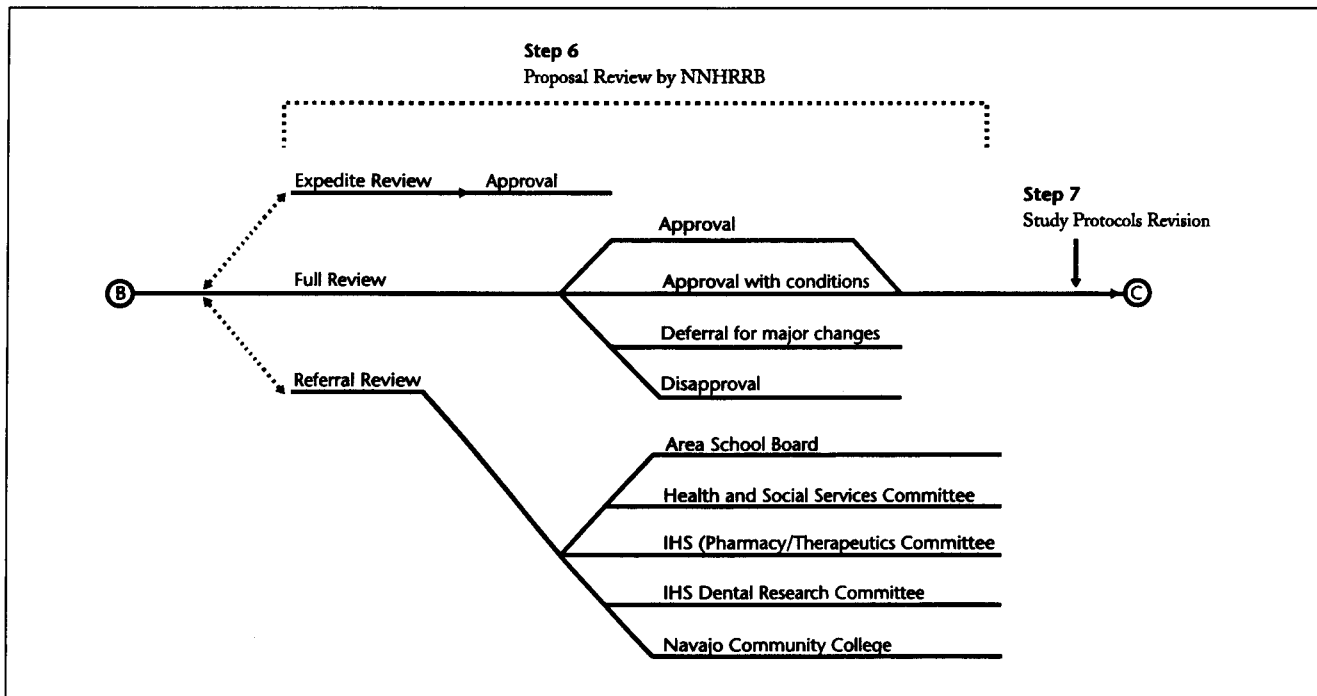 Step 6
Proposal Review by NNHRRB
Expedite Review
Approval
Step 7
Study Protocols Revision
Approval
B
Full Review
Approval with conditions
C
Deferral for major changes
Referral Review
Disapproval
Area School Board
Health and Social Services Committee
IHS (Pharmacy/Therapeutics Committee
IHS Dental Research Committee
Navajo Community College